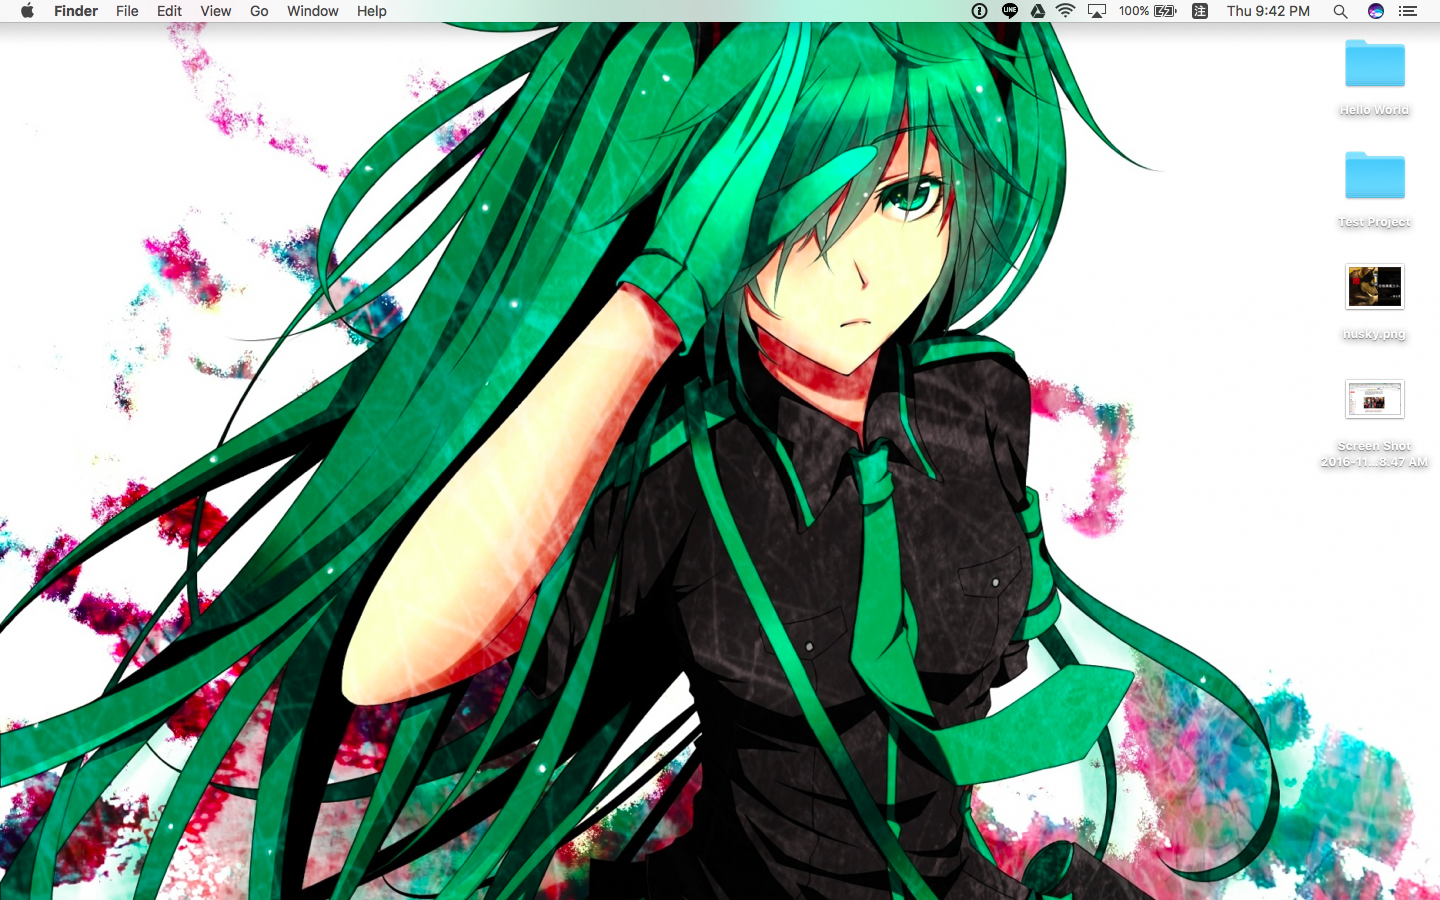 Finder File Edit View Go Window Help LINE 100% 注 Thu 9:42 PM
Hello World
Test Project
husky.png
Screen Shot
2016-11...8.47 AM